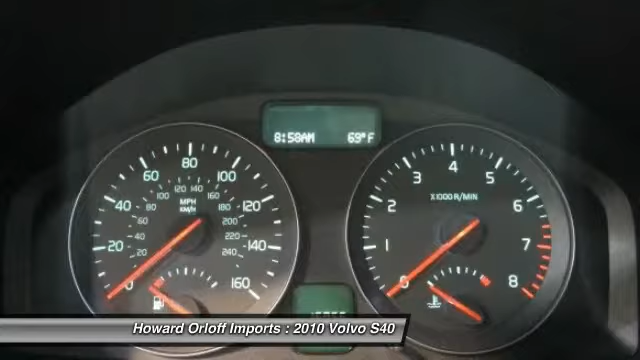 8:58AM 69°F
0 20 40 60 80 100 120 140 160
20 40 60 80 100 120 140 160 180 200 220 240
MPH
KM/H
0 1 2 3 4 5 6 7 8
X1000 R/MIN
Howard Orloff Imports : 2010 Volvo S40